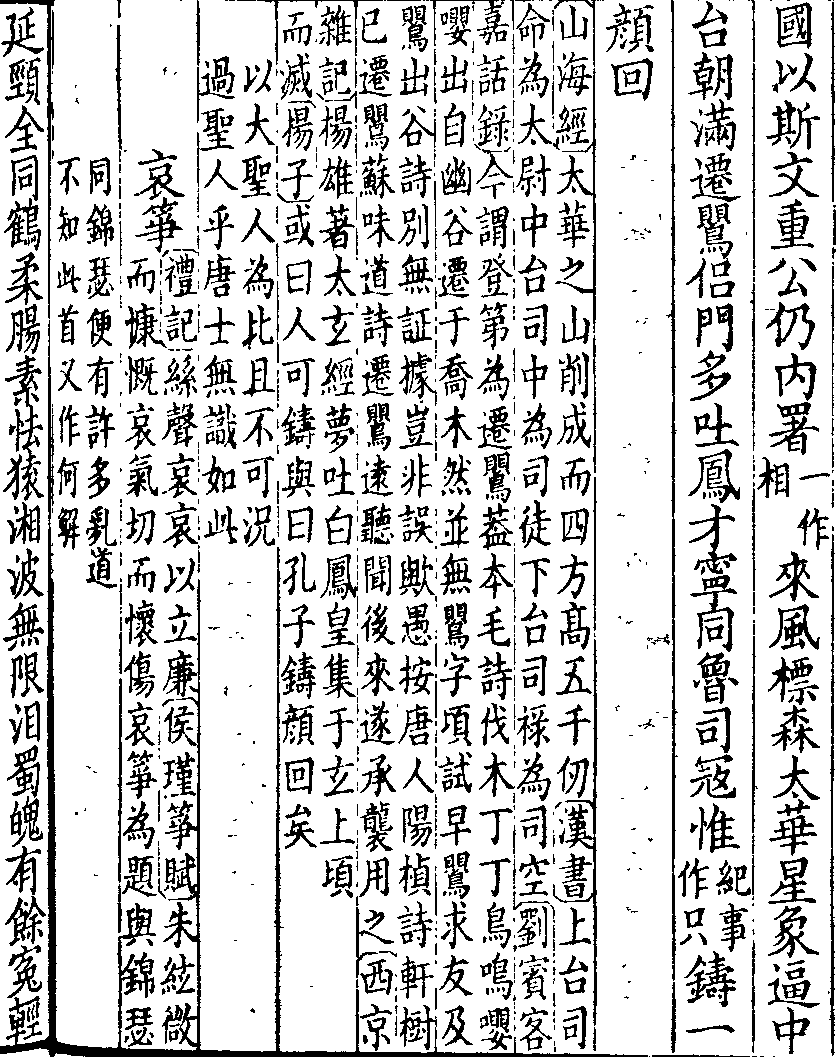 國以斯文重公仍内署一作相來風標森太華星象逼中
台朝滿遷鸎侣門多吐鳳才寧同魯司冦惟紀事作只鑄一
顔回
山海經太華之山削成而四方髙五千仞漢書上台司
命為太尉中台司中為司徒下台司祿為司空劉賓客
嘉話錄今謂登第為遷鸎葢本毛詩伐木丁丁鳥鳴嚶
嚶出自幽谷遷于喬木然並無鸎字項試早鸎求友及
鸎出谷詩別無証據豈非誤歟愚按唐人陽楨詩軒樹
已遷鸎蘇味道詩遷鸎逺聽聞後來遂承襲用之西京
雜記楊雄著太玄經夢吐白鳳皇集于玄上頃
而滅揚子或曰人可鑄與曰孔子鑄顔回矣
以大聖人為比且不可況
過聖人乎唐士無識如此
哀箏
禮記絲聲哀哀以立廉侯瑾箏賦朱絃微
而慷慨哀氣切而懷傷哀箏為題與錦瑟
同錦瑟便有許多亂道
不知此首又作何解
延頸全同鶴柔腸素怯猿湘波無限泪蜀魄有餘寃輕